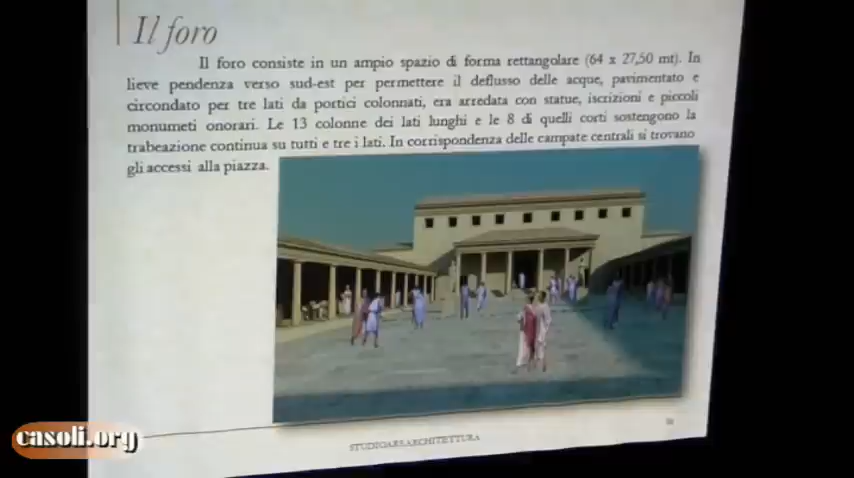 Il foro
Il foro consiste in un ampio spazio di forma rettangolare (64 x 27,50 mt). In
lieve pendenza verso sud-est per permettere il deflusso delle acque, pavimentato e
circondato per tre lati da portici colonnati, era arredata con statue, iscrizioni e piccoli
monumeti onorari. Le 13 colonne dei lati lunghi e le 8 di quelli corti sostengono la
trabeazione continua su tutti e tre i lati. In corrispondenza delle campate centrali si trovano
gli accessi alla piazza.
casoli.org
STUDIOARSARCHITETTURA